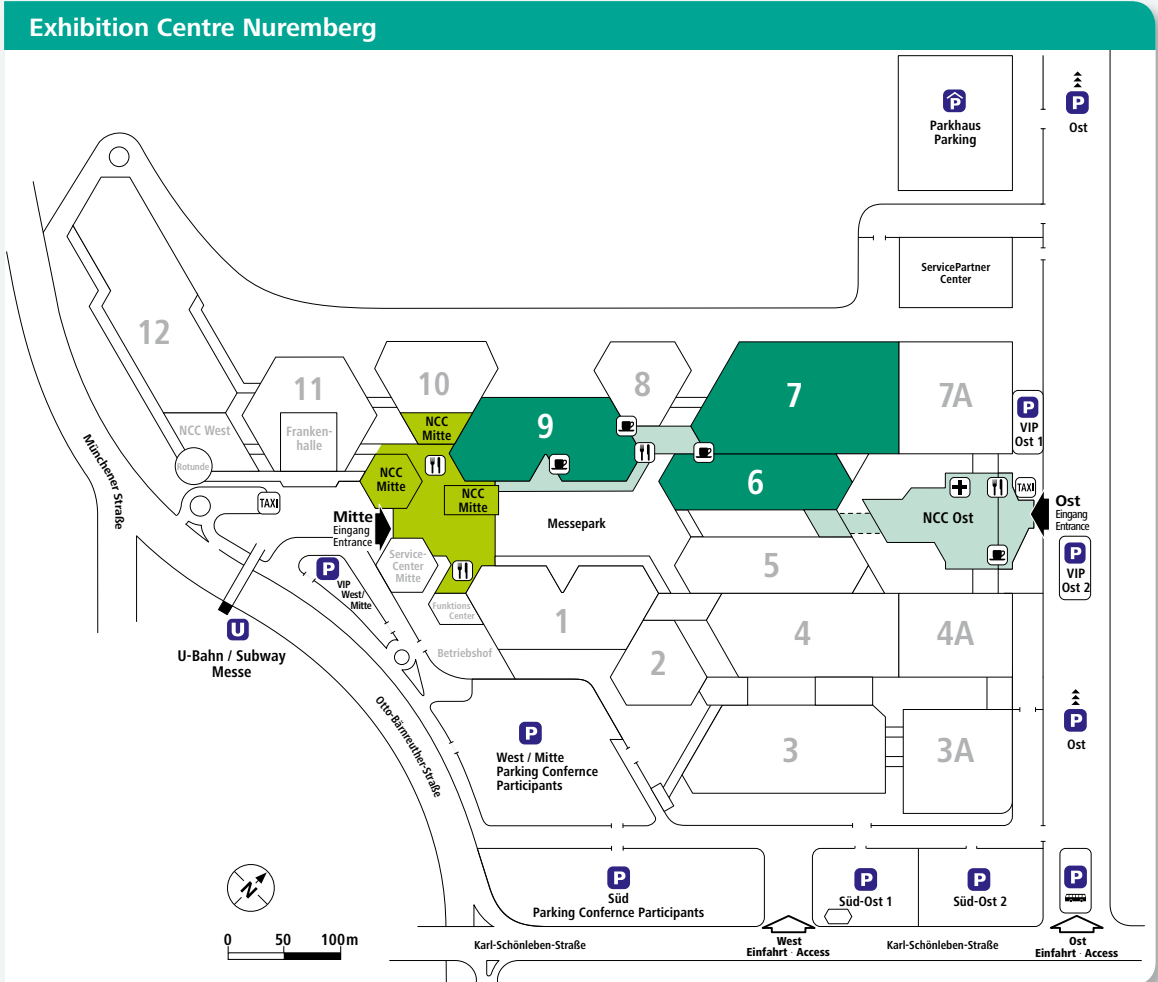 Exhibition Centre Nuremberg
P
Parkhaus
Parking
P
Ost
ServicePartner
Center
12
11
10
8
7
7A
9
NCC
Mitte
NCC West
Franken-
halle
Rotunde
P
VIP
Ost 1
6
NCC
Mitte
NCC
Mitte
TAXI
Münchener Straße
NCC Ost
TAXI
Ost
Eingang
Entrance
Mitte
Eingang
Entrance
Messepark
Service-
Center
Mitte
5
P
VIP
Ost 2
P
VIP
West/
Mitte
Funktions
Center
1
4
4A
U
U-Bahn / Subway
Messe
Betriebshof
2
P
Ost
Otto-Bärnreuther-Straße
P
West / Mitte
Parking Confernce
Participants
3
3A
N
P
Süd
Parking Confernce Participants
P
Süd-Ost 1
P
Süd-Ost 2
P
0 50 100m
Karl-Schönleben-Straße
West
Einfahrt · Access
Karl-Schönleben-Straße
Ost
Einfahrt · Access